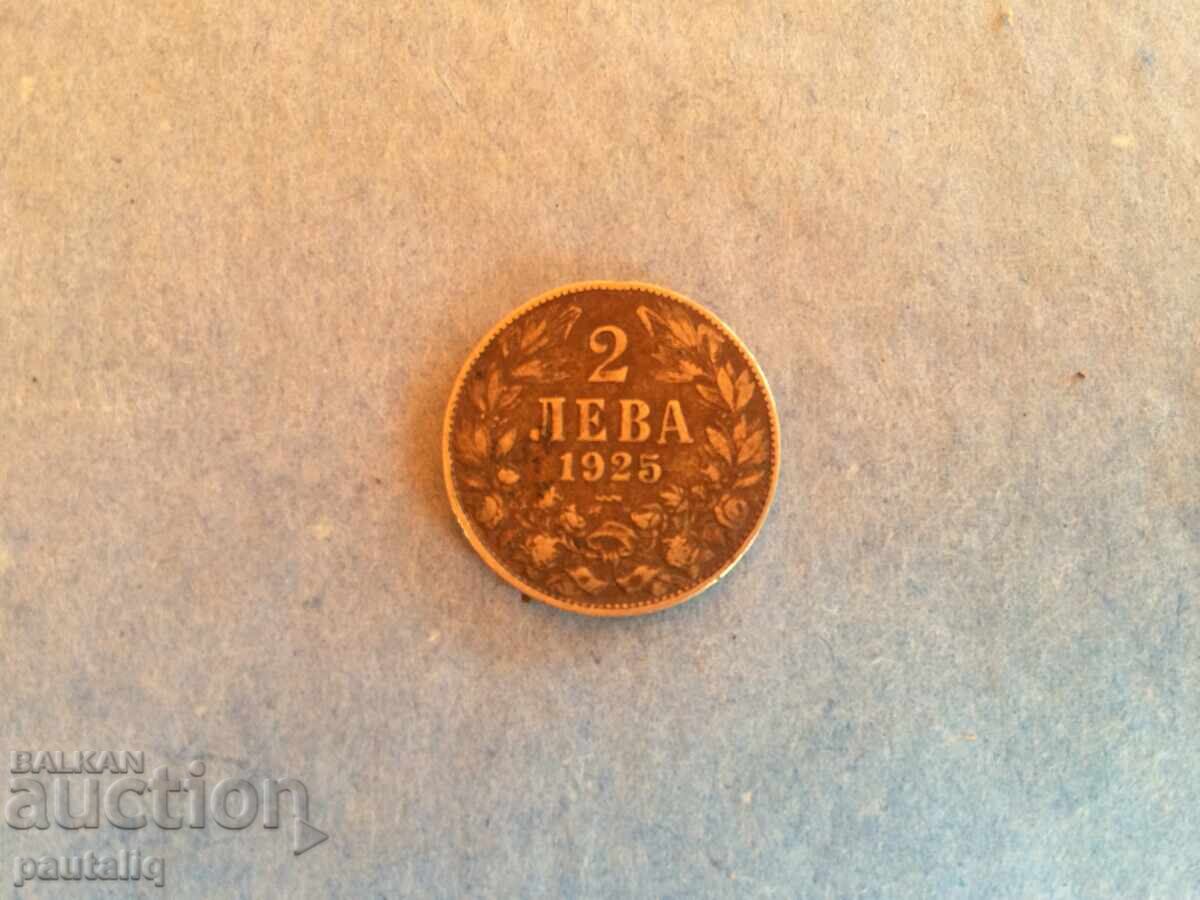 2
ЛЕВА
1925
BALKAN
auction
pautaliq